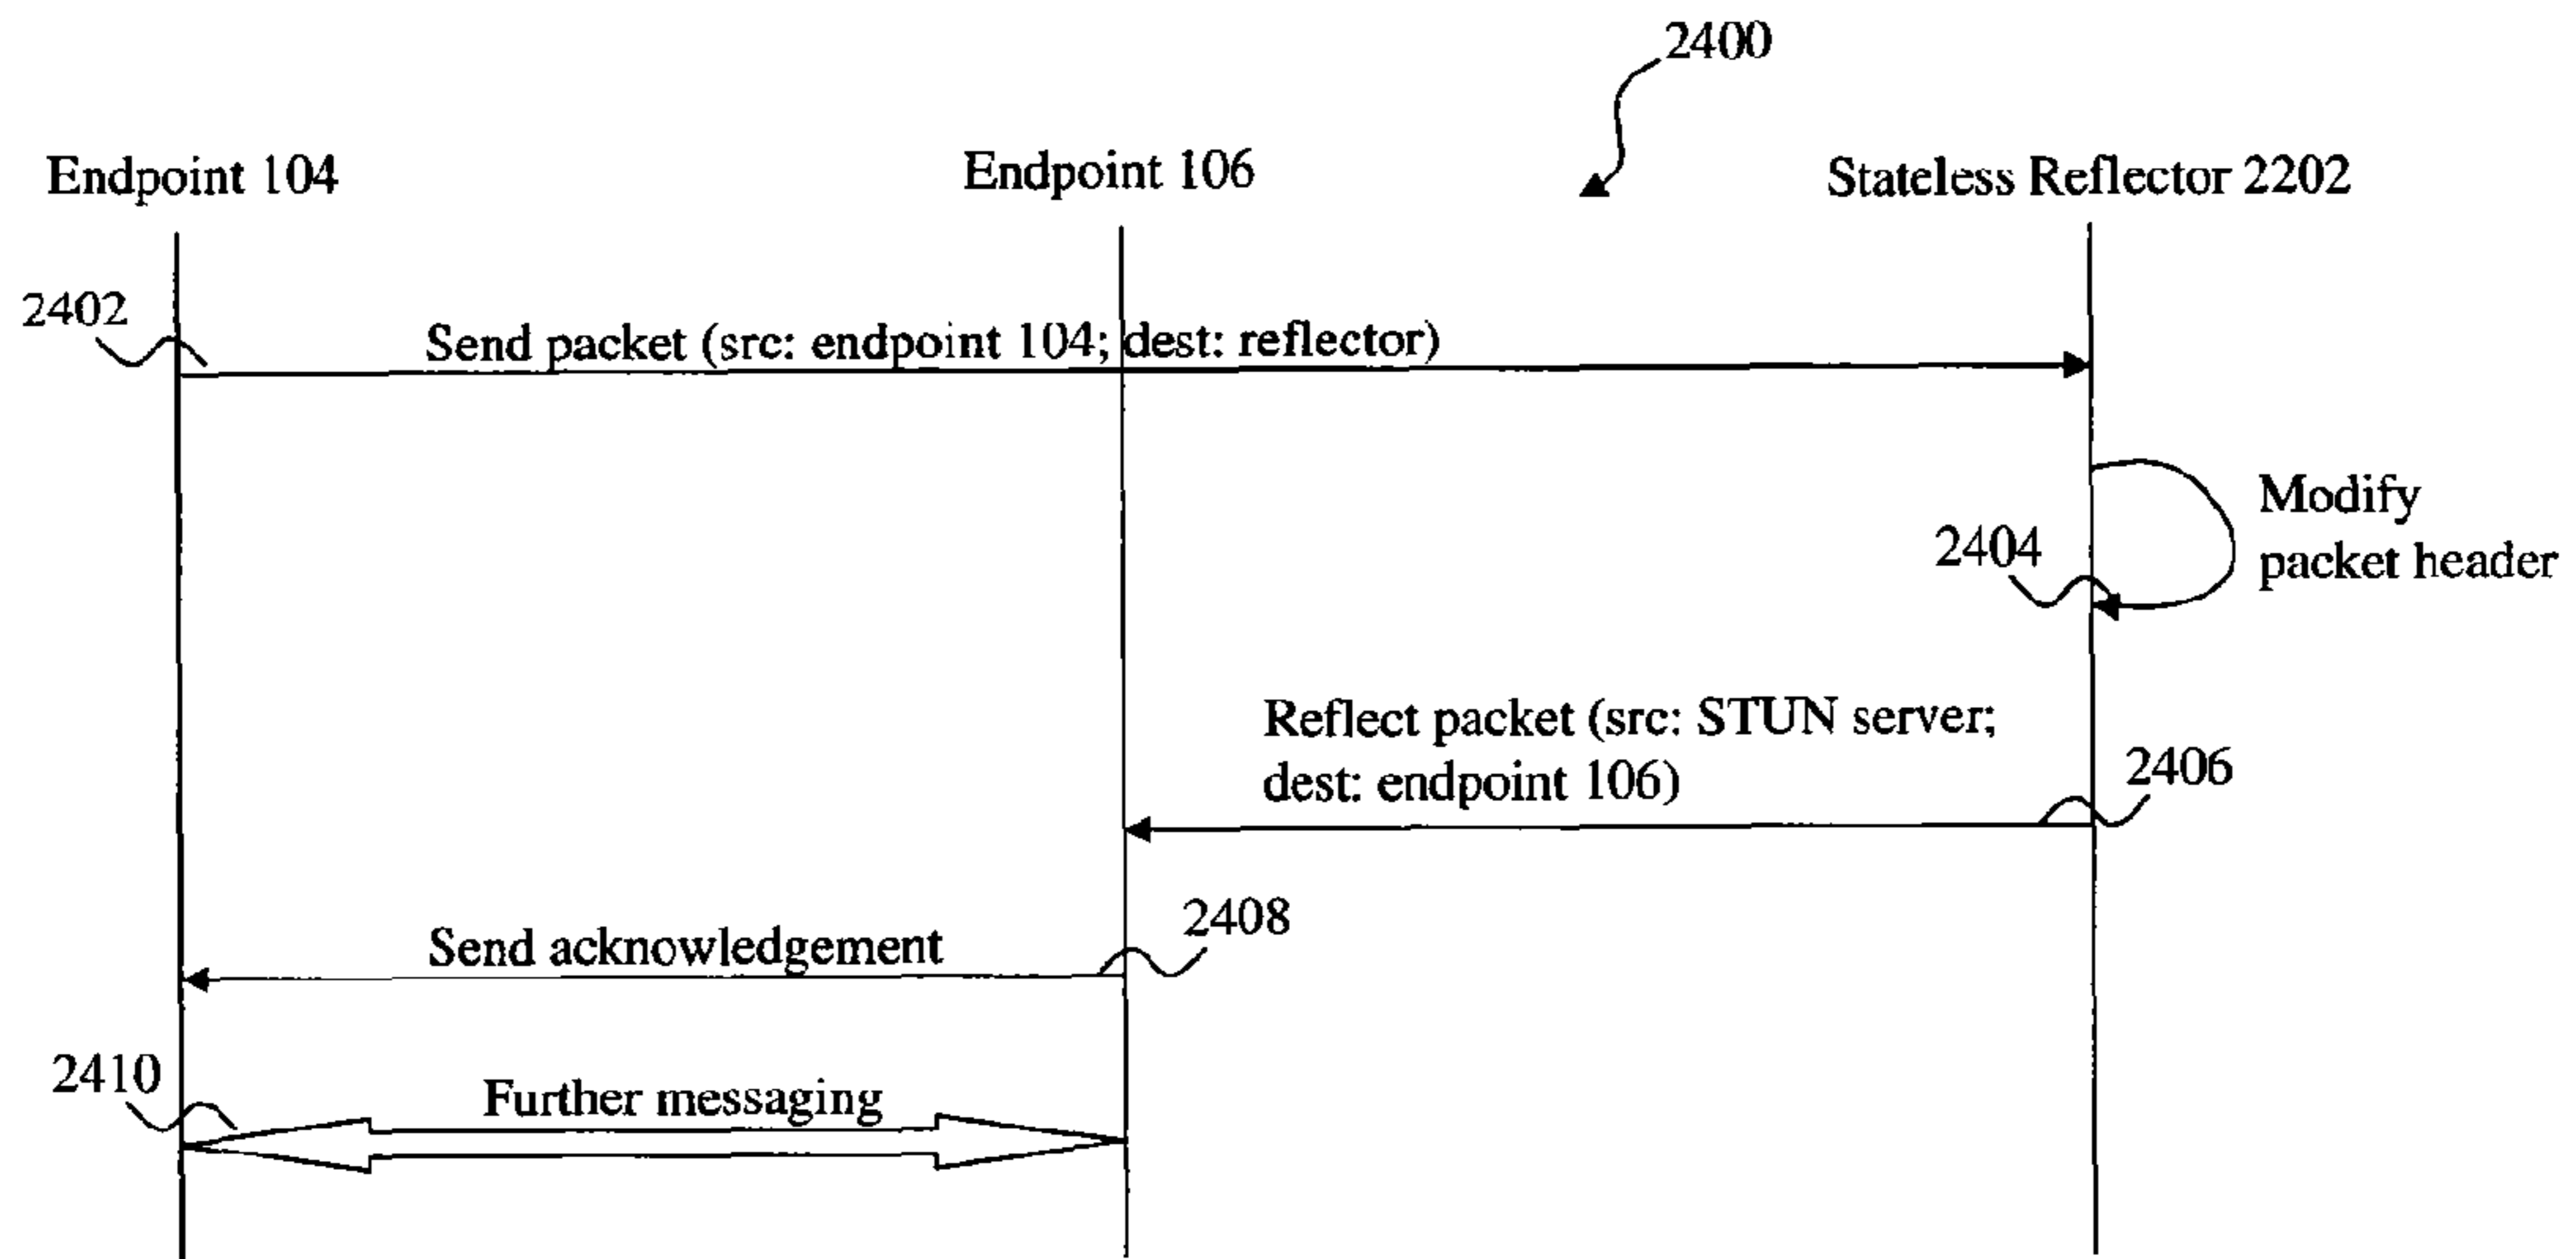 2400
Endpoint 104
Endpoint 106
Stateless Reflector 2202
2402
Send packet (src: endpoint 104; dest: reflector)
Modify
packet header
2404
Reflect packet (src: STUN server;
dest: endpoint 106)
2406
2408
Send acknowledgement
2410
Further messaging